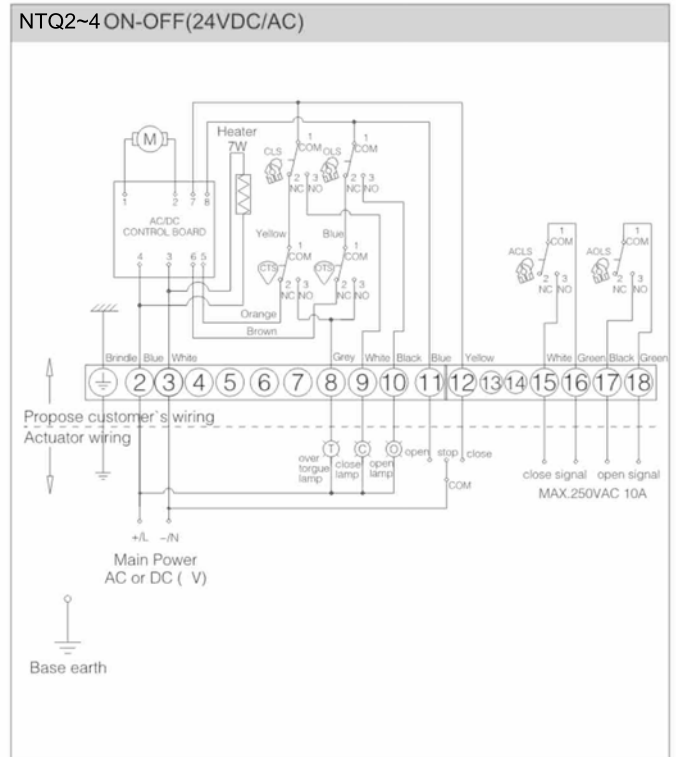 NTQ2~4 ON-OFF(24VDC/AC)
Heater
7W
M
1 2 7 8
AC/DC
CONTROL BOARD
4 3 6 5
CLS
1
COM
2 3
NC NO
OLS
1
COM
2 3
NC NO
Yellow
Blue
CTS
1
COM
2 3
NC NO
OTS
1
COM
2 3
NC NO
Orange
Brown
ACLS
1
COM
2 3
NC NO
AOLS
1
COM
2 3
NC NO
Brindle Blue White Grey White Black Blue Yellow White Green Black Green
2 3 4 5 6 7 8 9 10 11 12 13 14 15 16 17 18
Propose customer`s wiring
Actuator wiring
T C O
over
torgue
lamp
close
lamp
open
lamp
open stop close
COM
close signal open signal
MAX.250VAC 10A
+/L -/N
Main Power
AC or DC ( V)
Base earth